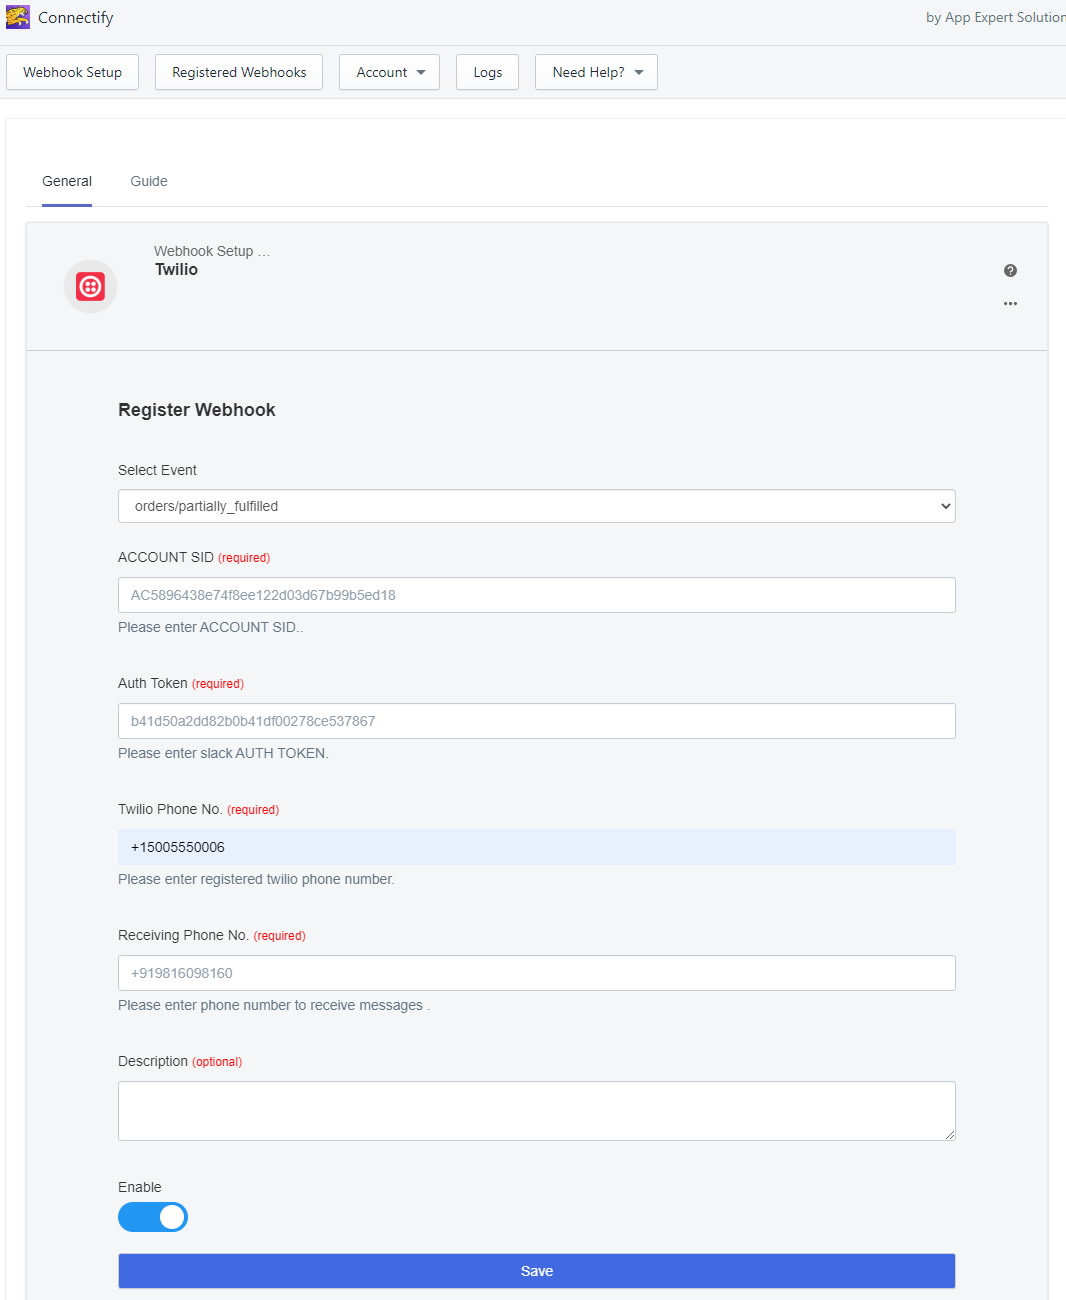 Connectify
by App Expert Solution
Webhook Setup
Registered Webhooks
Account
Logs
Need Help?
General
Guide
Webhook Setup ...
Twilio
Register Webhook
Select Event
orders/partially_fulfilled
ACCOUNT SID (required)
AC5896438e74f8ee122d03d67b99b5ed18
Please enter ACCOUNT SID..
Auth Token (required)
b41d50a2dd82b0b41df00278ce537867
Please enter slack AUTH TOKEN.
Twilio Phone No. (required)
+15005550006
Please enter registered twilio phone number.
Receiving Phone No. (required)
+919816098160
Please enter phone number to receive messages .
Description (optional)
Enable
Save